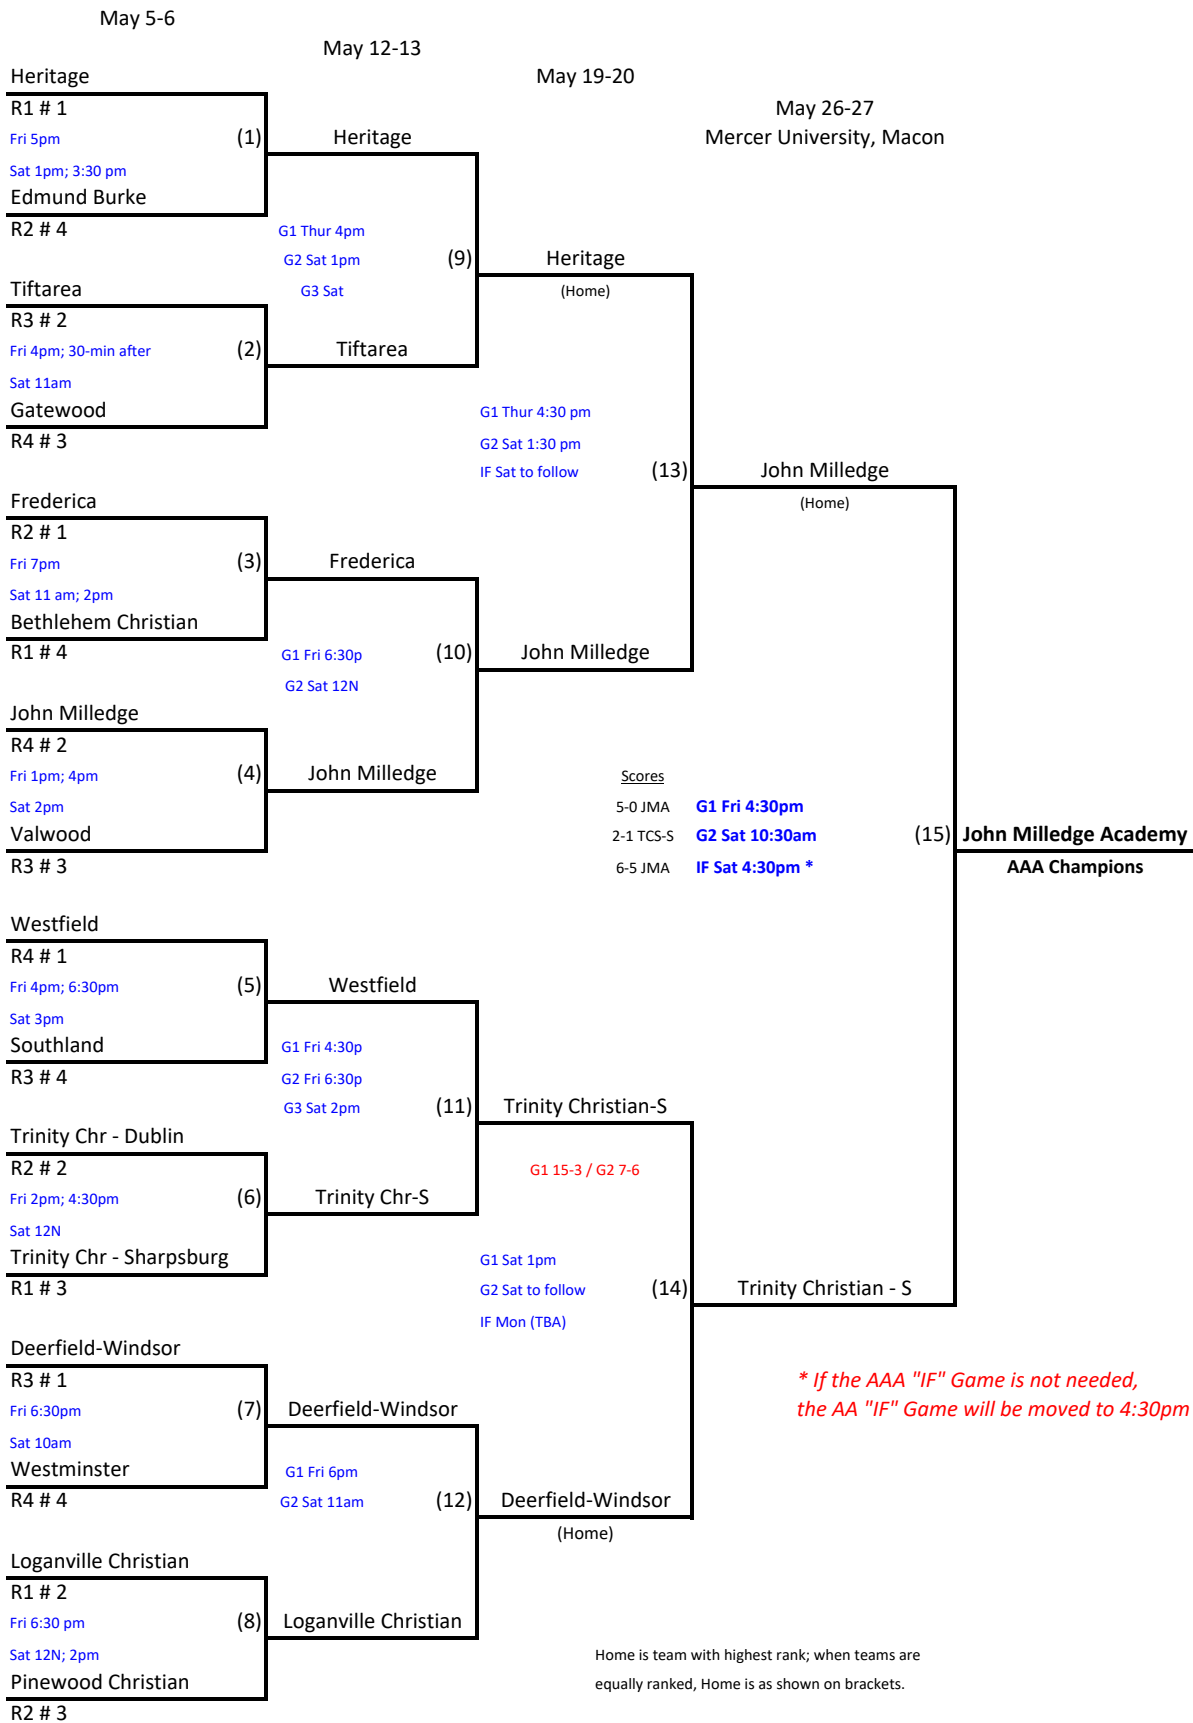 May 5-6
May 12-13
May 19-20
May 26-27
Mercer University, Macon
Heritage
R1 # 1
Fri 5pm
(1)
Sat 1pm; 3:30 pm
Edmund Burke
R2 # 4
Heritage
G1 Thur 4pm
G2 Sat 1pm
(9)
G3 Sat
Heritage
(Home)
Tiftarea
R3 # 2
Fri 4pm; 30-min after
(2)
Sat 11am
Gatewood
R4 # 3
Tiftarea
G1 Thur 4:30 pm
G2 Sat 1:30 pm
IF Sat to follow
(13)
John Milledge
(Home)
Frederica
R2 # 1
Fri 7pm
(3)
Sat 11 am; 2pm
Bethlehem Christian
R1 # 4
Frederica
G1 Fri 6:30p
(10)
G2 Sat 12N
John Milledge
John Milledge
R4 # 2
Fri 1pm; 4pm
(4)
Sat 2pm
Valwood
R3 # 3
John Milledge
Scores
5-0 JMA G1 Fri 4:30pm
2-1 TCS-S G2 Sat 10:30am
6-5 JMA IF Sat 4:30pm *
(15)
John Milledge Academy
AAA Champions
Westfield
R4 # 1
Fri 4pm; 6:30pm
(5)
Sat 3pm
Southland
R3 # 4
Westfield
G1 Fri 4:30p
G2 Fri 6:30p
G3 Sat 2pm
(11)
Trinity Christian-S
G1 15-3 / G2 7-6
Trinity Chr - Dublin
R2 # 2
Fri 2pm; 4:30pm
(6)
Sat 12N
Trinity Chr - Sharpsburg
R1 # 3
Trinity Chr-S
G1 Sat 1pm
G2 Sat to follow
(14)
IF Mon (TBA)
Trinity Christian - S
Deerfield-Windsor
R3 # 1
Fri 6:30pm
(7)
Sat 10am
Westminster
R4 # 4
Deerfield-Windsor
G1 Fri 6pm
G2 Sat 11am
(12)
Deerfield-Windsor
(Home)
* If the AAA "IF" Game is not needed,
the AA "IF" Game will be moved to 4:30pm
Loganville Christian
R1 # 2
Fri 6:30 pm
(8)
Sat 12N; 2pm
Pinewood Christian
R2 # 3
Loganville Christian
Home is team with highest rank; when teams are
equally ranked, Home is as shown on brackets.